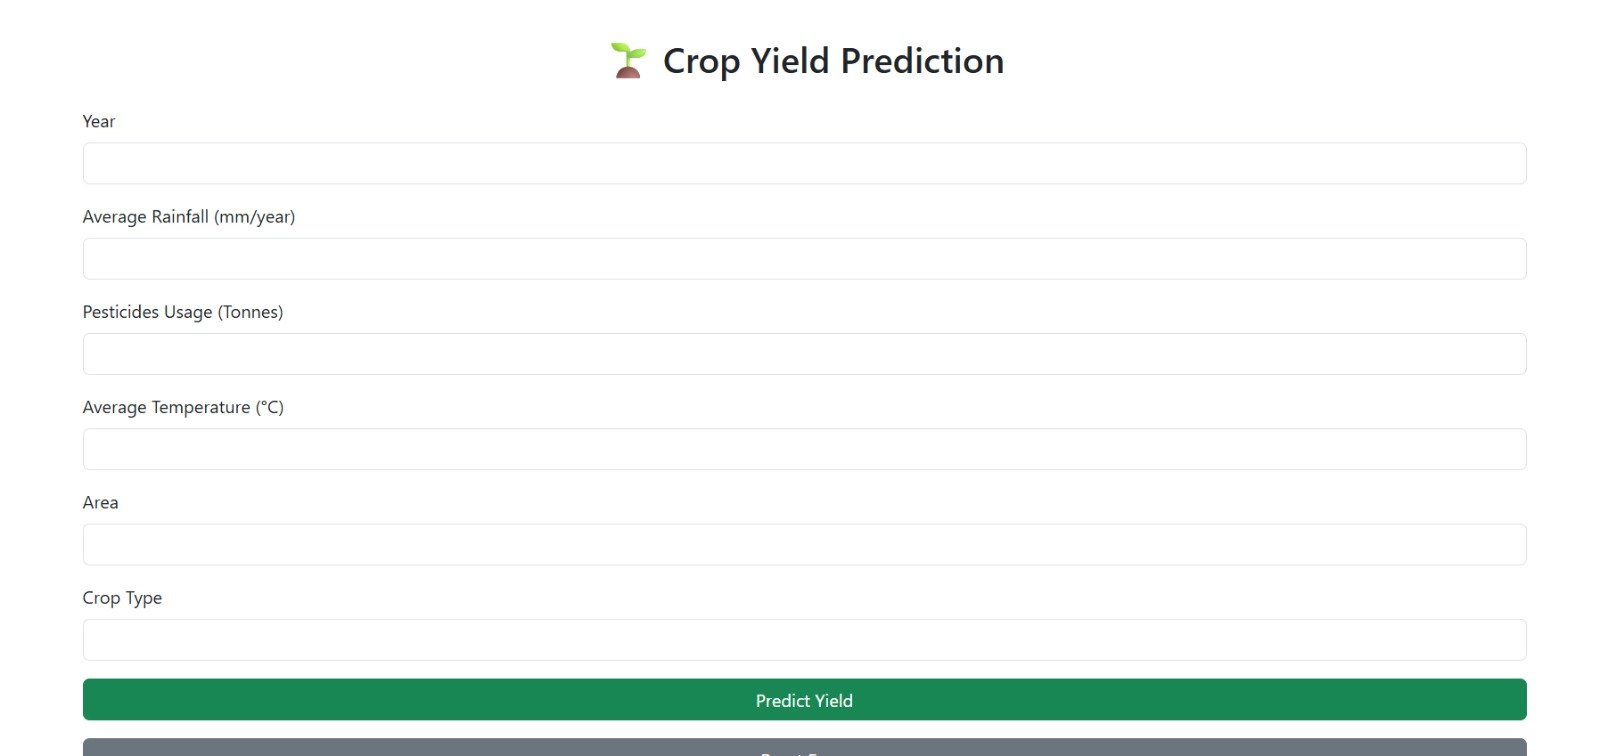 Crop Yield Prediction
Year
Average Rainfall (mm/year)
Pesticides Usage (Tonnes)
Average Temperature (°C)
Area
Crop Type
Predict Yield